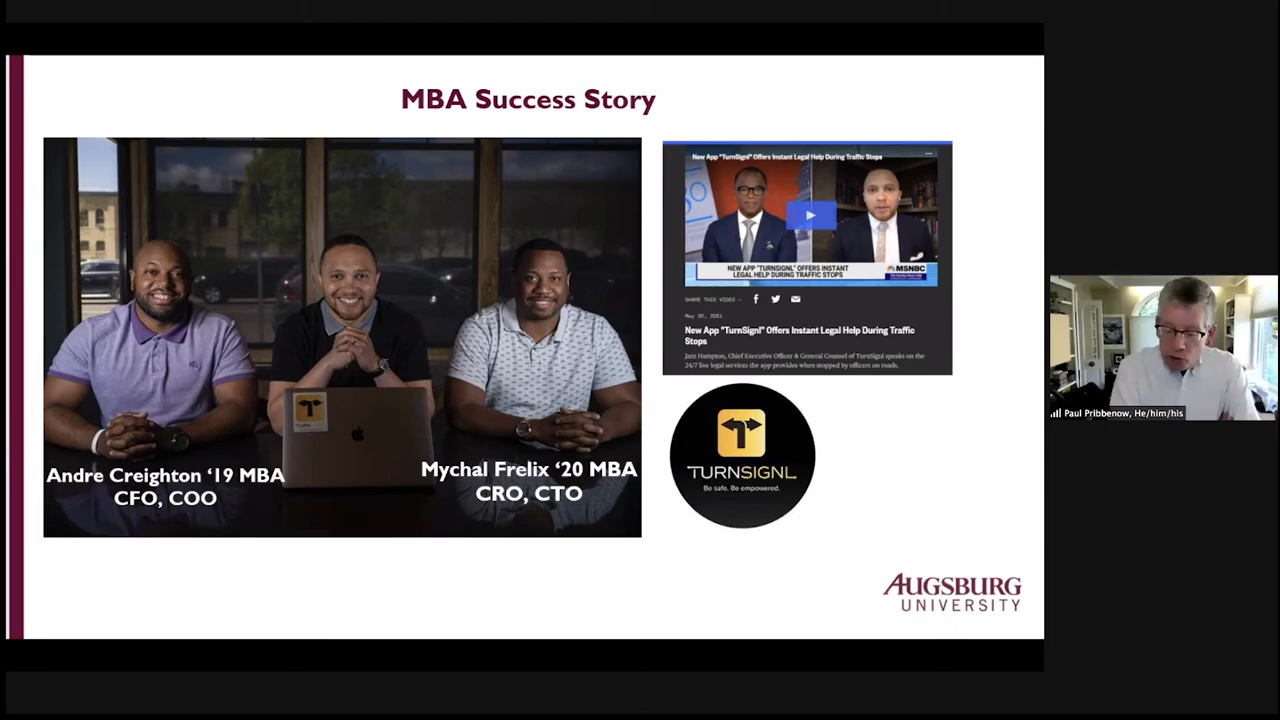 MBA Success Story
Andre Creighton ‘19 MBA
CFO, COO
Mychal Frelix ‘20 MBA
CRO, CTO
New App "TurnSignl" Offers Instant Legal Help During Traffic Stops
NEW APP "TURNSIGNL" OFFERS INSTANT
LEGAL HELP DURING TRAFFIC STOPS
MSNBC
SHARE THIS VIDEO —
May 30, 2021
New App "TurnSignl" Offers Instant Legal Help During Traffic
Stops
Jazz Hampton, Chief Executive Officer & General Counsel of TurnSignl speaks on the
24/7 live legal services the app provides when stopped by officers on roads.
TURNSIGNL
Be safe. Be empowered.
AUGSBURG
UNIVERSITY
Paul Pribbenow, He/him/his